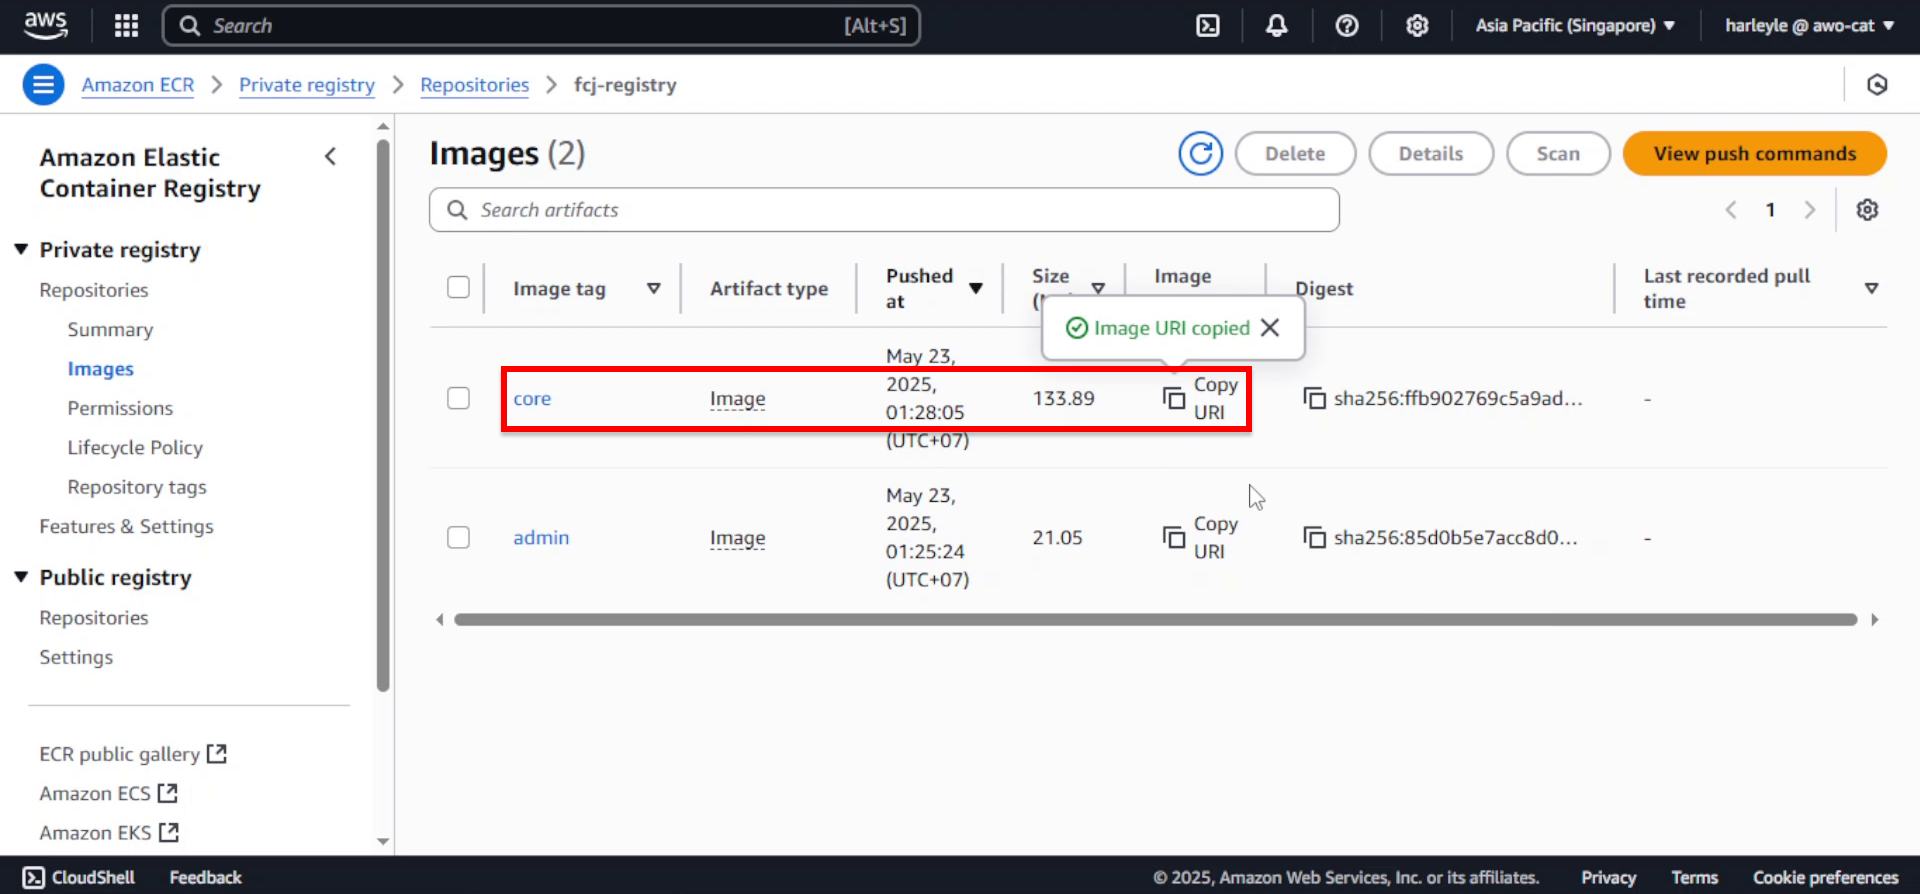 aws
Search
[Alt+S]
Asia Pacific (Singapore)
harleyle @ awo-cat
Amazon ECR
Private registry
Repositories
fcj-registry
Amazon Elastic
Container Registry
Private registry
Repositories
Summary
Images
Permissions
Lifecycle Policy
Repository tags
Features & Settings
Public registry
Repositories
Settings
ECR public gallery
Amazon ECS
Amazon EKS
Images (2)
Delete
Details
Scan
View push commands
Search artifacts
1
Image tag
Artifact type
Pushed
at
Size
Image
Digest
Last recorded pull
time
Image URI copied
core
Image
May 23,
2025,
01:28:05
(UTC+07)
133.89
Copy
URI
sha256:ffb902769c5a9ad...
-
admin
Image
May 23,
2025,
01:25:24
(UTC+07)
21.05
Copy
URI
sha256:85d0b5e7acc8d0...
-
CloudShell
Feedback
© 2025, Amazon Web Services, Inc. or its affiliates.
Privacy
Terms
Cookie preferences